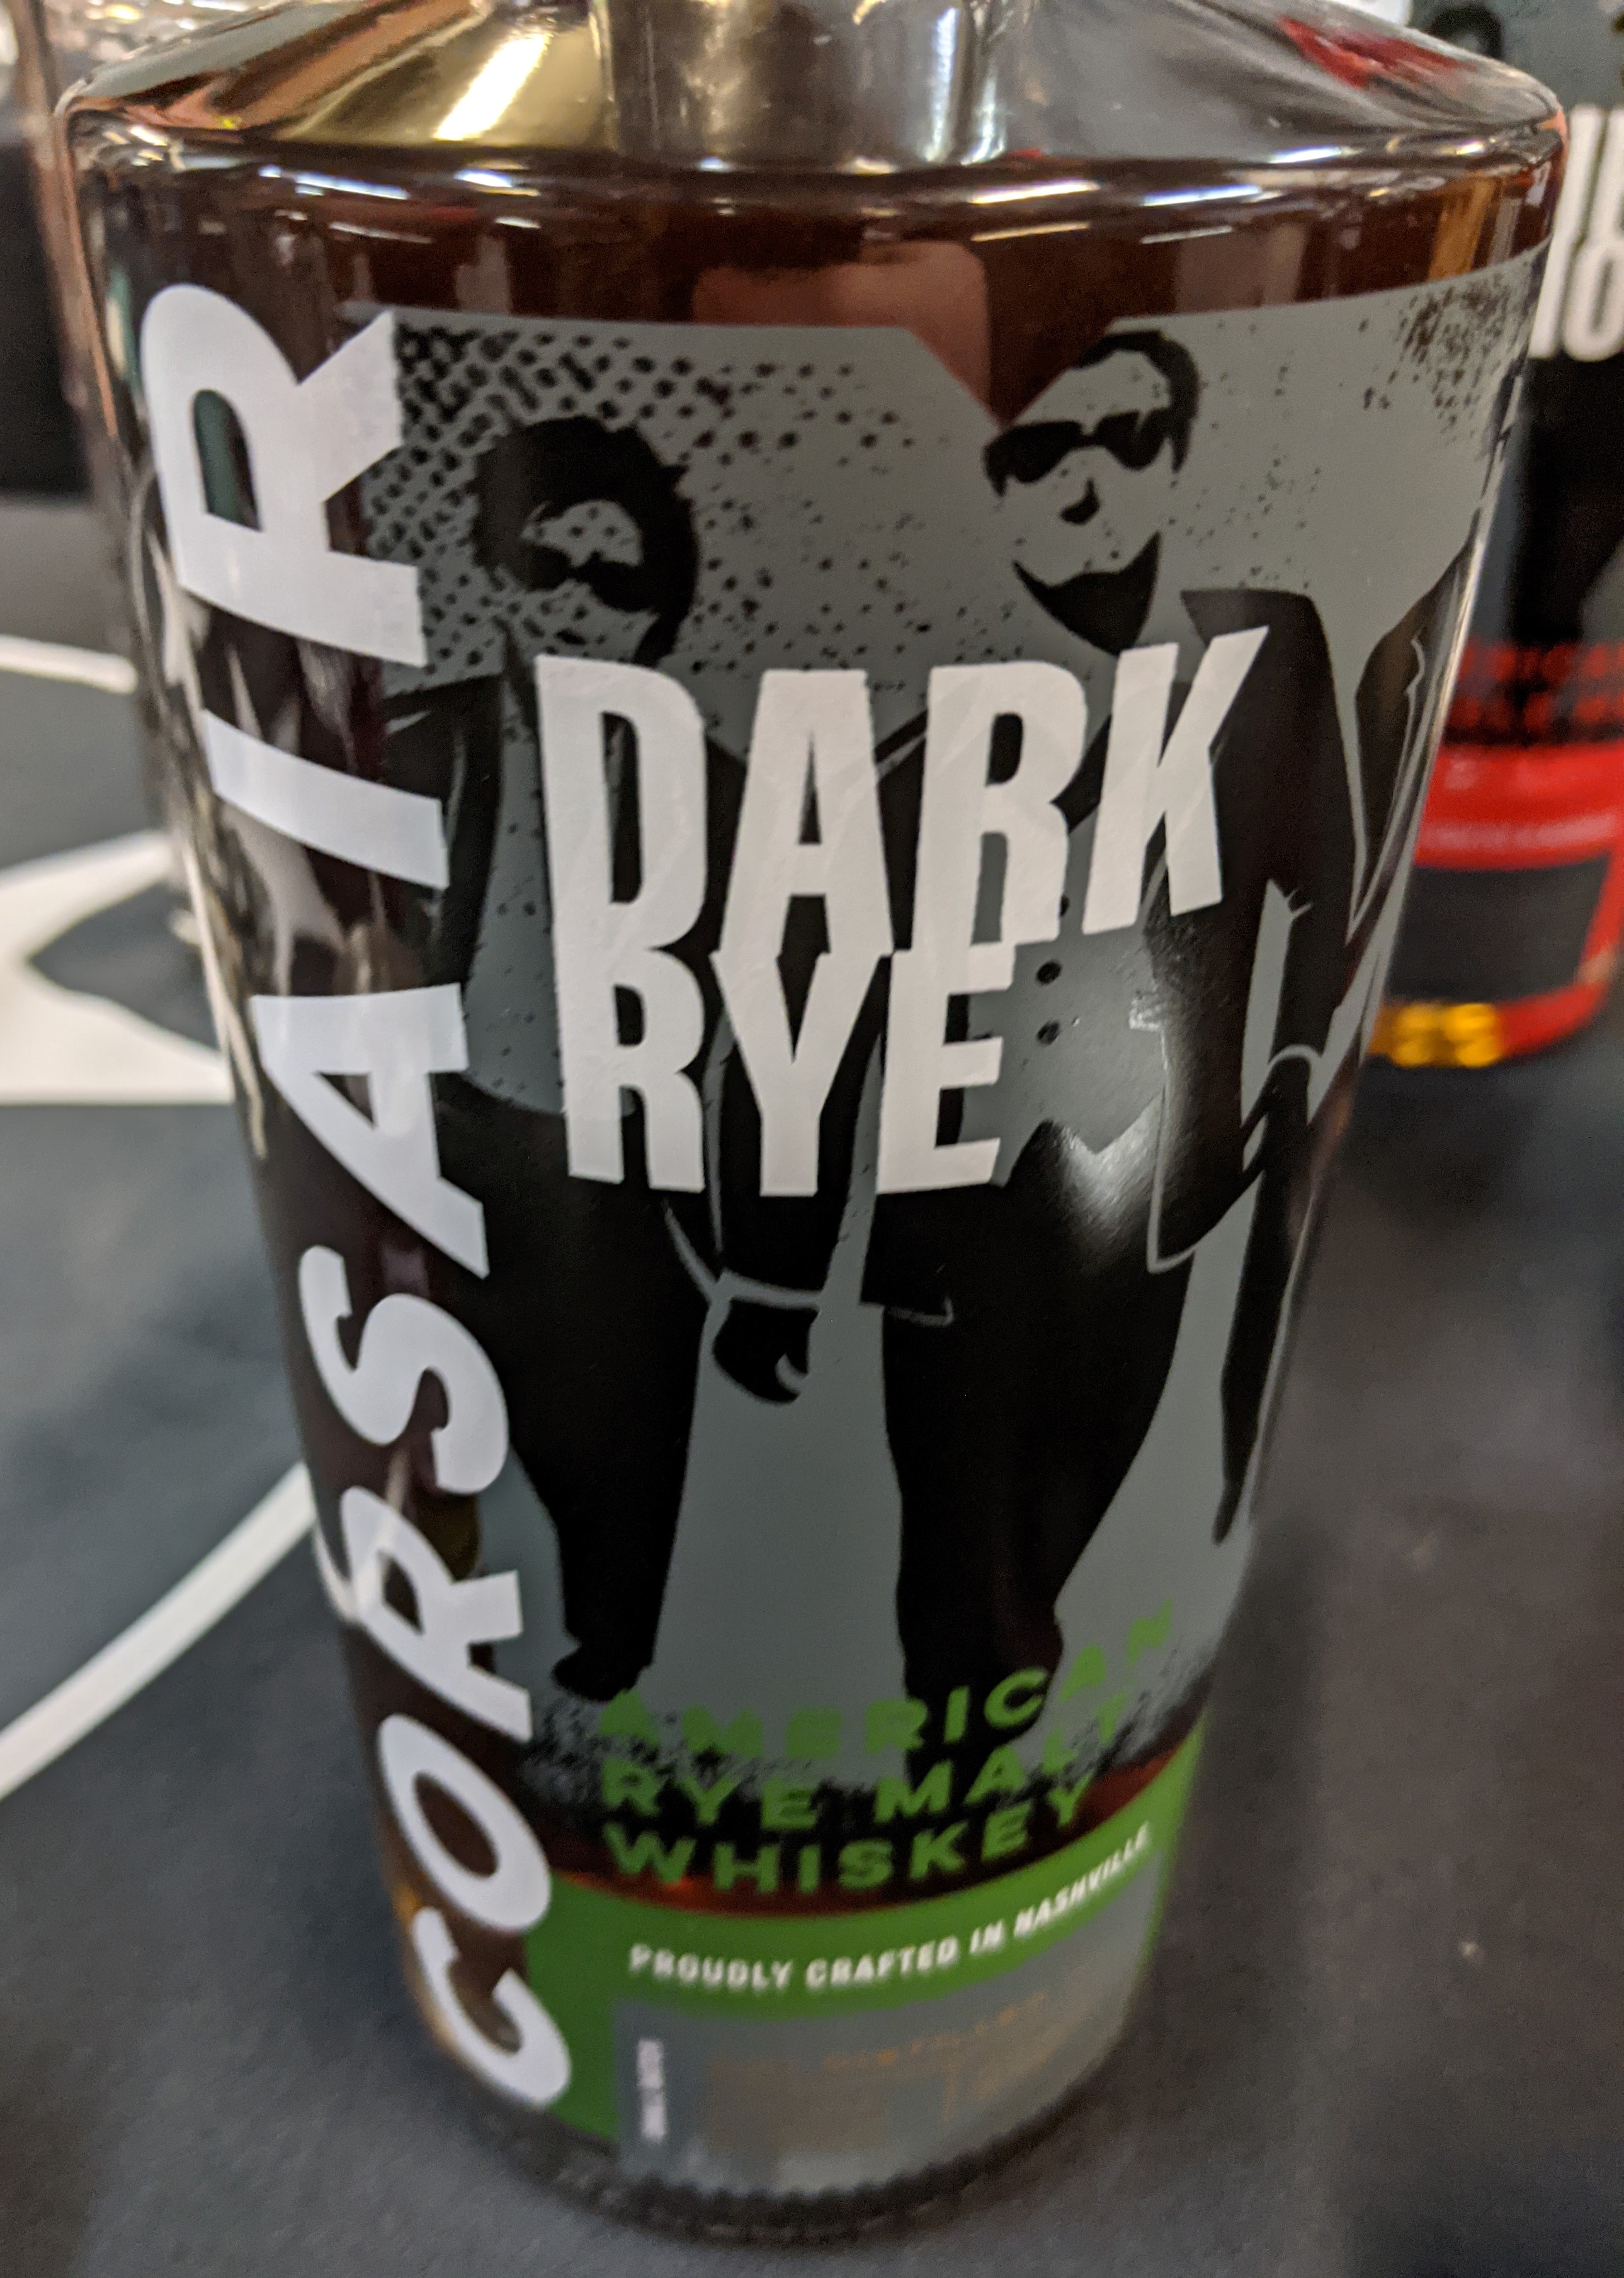 CORSAIR
DARK
RYE
AMERICAN
RYE MALT
WHISKEY
PROUDLY CRAFTED IN NASHVILLE